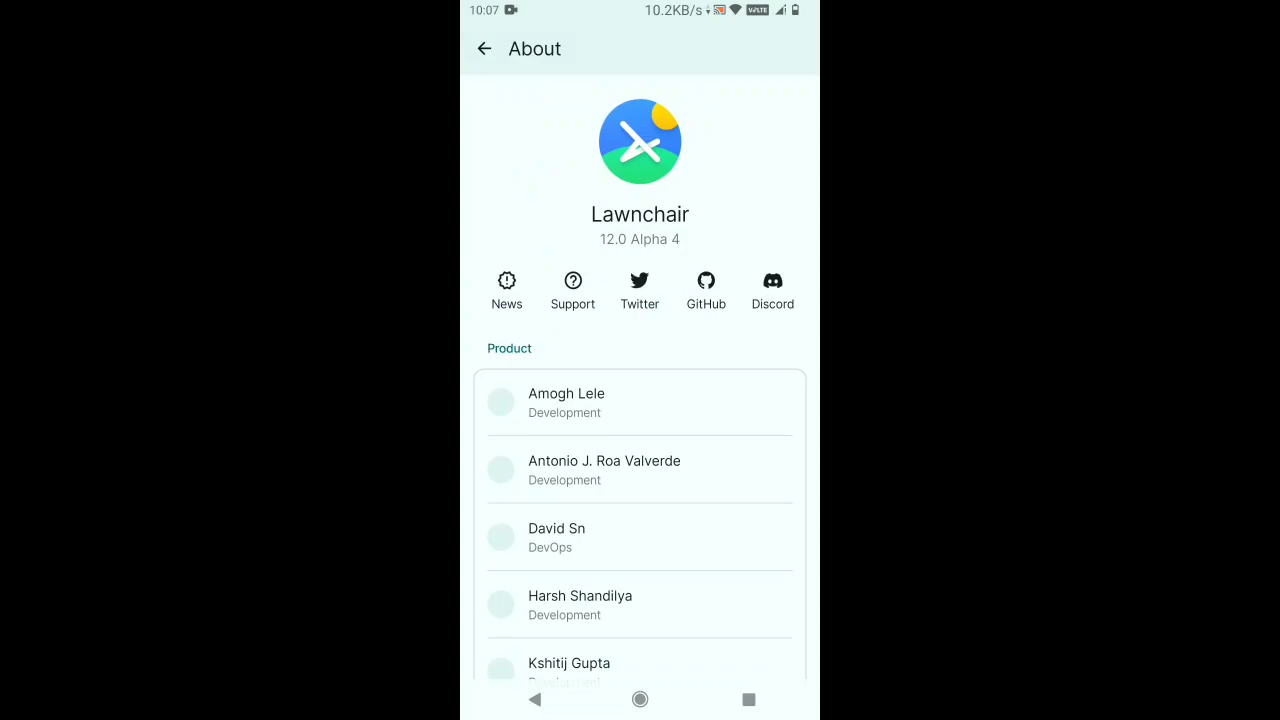 10:07 10.2KB/s VoLTE
About
Lawnchair
12.0 Alpha 4
News Support Twitter GitHub Discord
Product
Amogh Lele
Development
Antonio J. Roa Valverde
Development
David Sn
DevOps
Harsh Shandilya
Development
Kshitij Gupta
Development